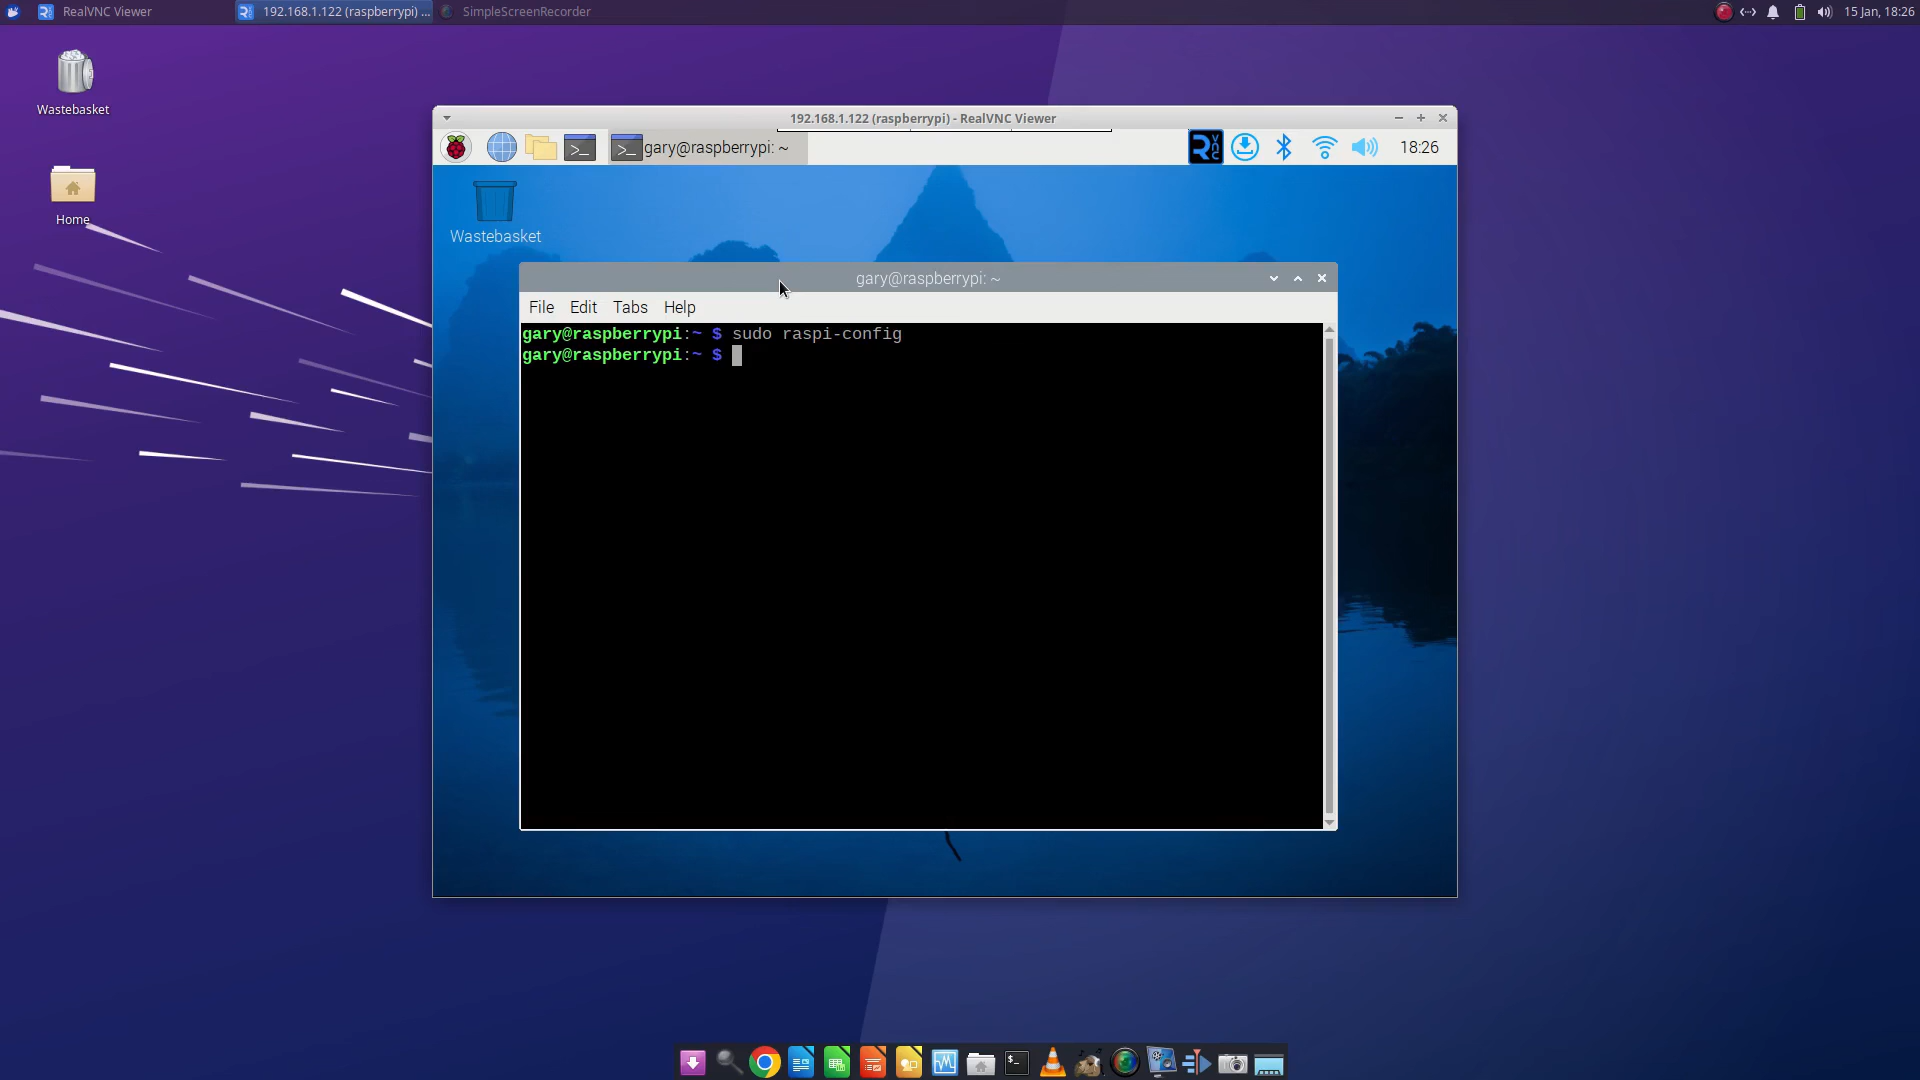 RealVNC Viewer
192.168.1.122 (raspberrypi) ...
SimpleScreenRecorder
15 Jan, 18:26
Wastebasket
Home
192.168.1.122 (raspberrypi) - RealVNC Viewer
gary@raspberrypi: ~
18:26
Wastebasket
gary@raspberrypi: ~
File Edit Tabs Help
gary@raspberrypi:~ $ sudo raspi-config
gary@raspberrypi:~ $